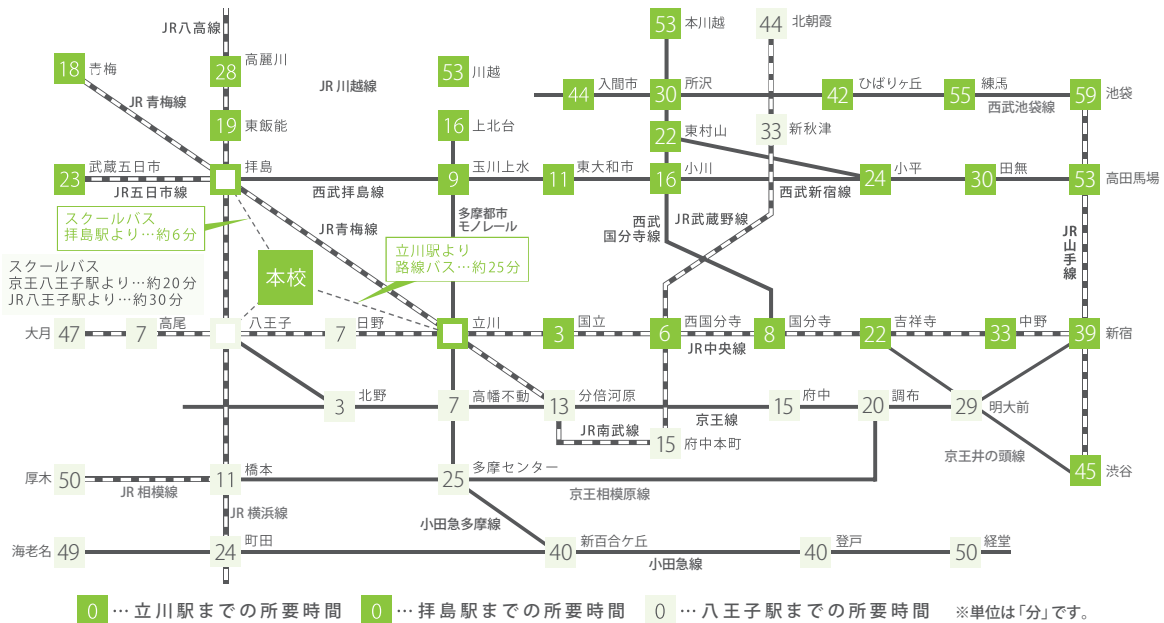 JR八高線
53 本川越
44 北朝霞
18 青梅
28 高麗川
JR川越線
53 川越
44 入間市
30 所沢
42 ひばりヶ丘
55 練馬
59 池袋
西武池袋線
JR青梅線
19 東飯能
16 上北台
22 東村山
33 新秋津
23 武蔵五日市
拝島
9 玉川上水
11 東大和市
16 小川
24 小平
30 田無
53 高田馬場
JR五日市線
西武拝島線
西武新宿線
スクールバス
拝島駅より…約6分
JR青梅線
多摩都市
モノレール
西武
国分寺線
JR武蔵野線
JR山手線
立川駅より
路線バス…約25分
本校
スクールバス
京王八王子駅より…約20分
JR八王子駅より…約30分
大月 47
7 高尾
八王子
7 日野
立川
3 国立
6 西国分寺
8 国分寺
22 吉祥寺
33 中野
39 新宿
JR中央線
3 北野
7 高幡不動
13 分倍河原
15 府中
20 調布
29 明大前
京王線
JR南武線
15 府中本町
京王井の頭線
45 渋谷
厚木 50
11 橋本
25 多摩センター
JR相模線
京王相模原線
JR横浜線
小田急多摩線
海老名 49
24 町田
40 新百合ケ丘
40 登戸
50 経堂
小田急線
0 …立川駅までの所要時間 0 …拝島駅までの所要時間 0 …八王子駅までの所要時間 ※単位は「分」です。